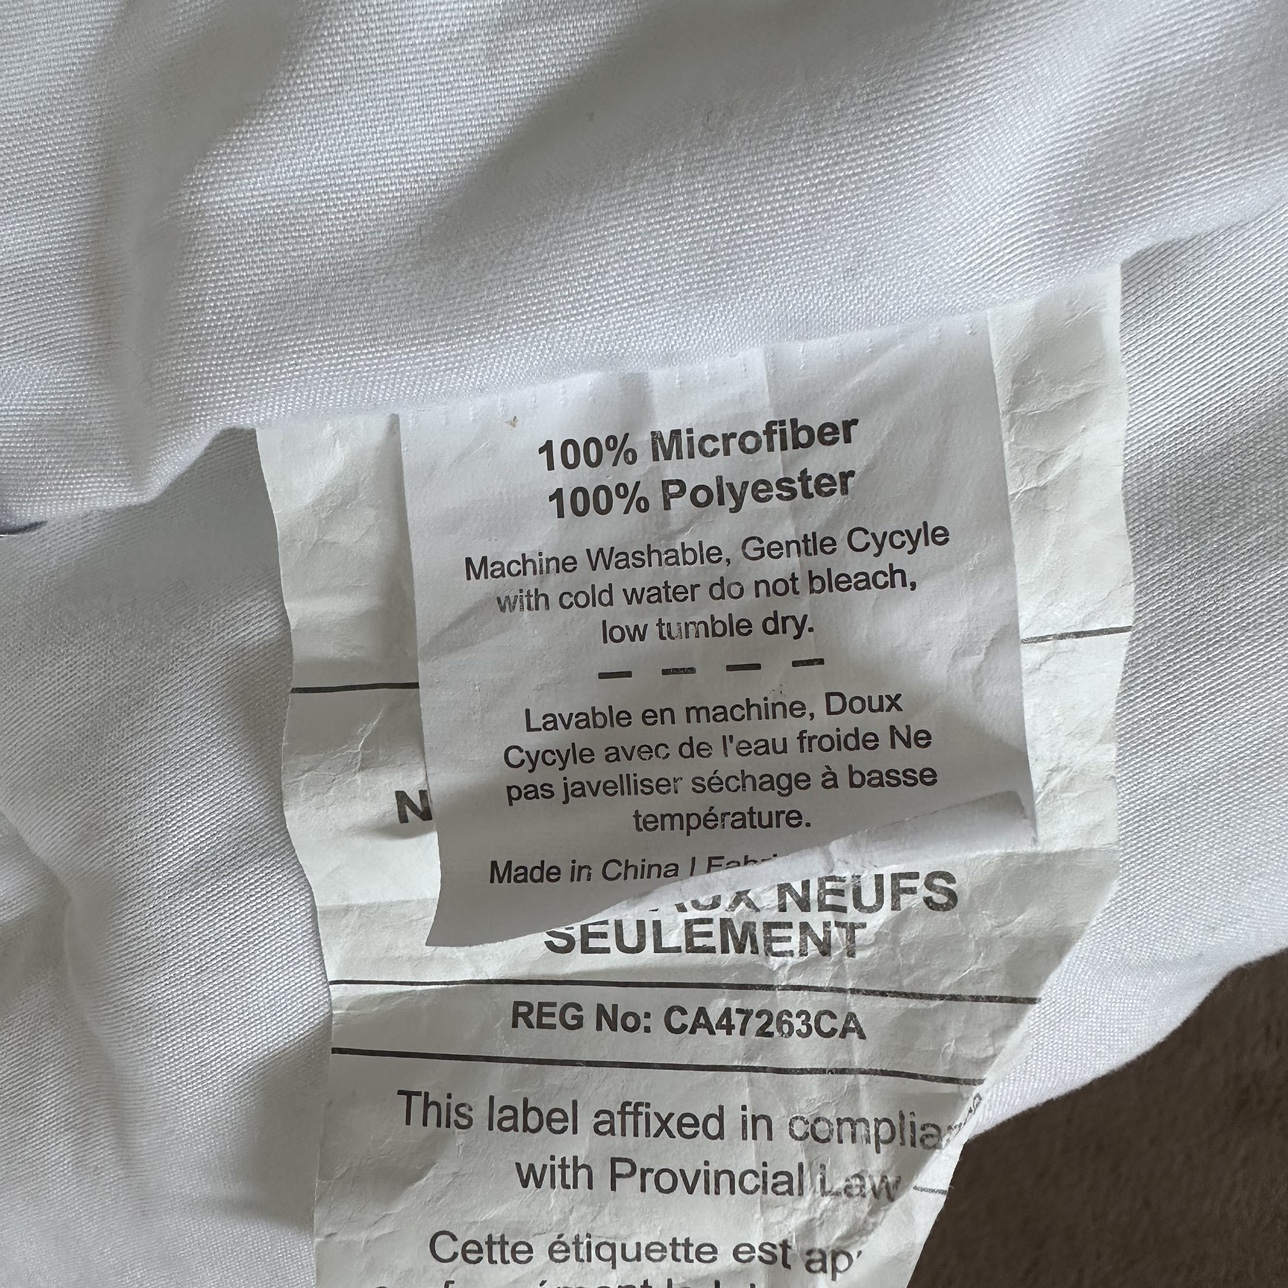 100% Microfiber
100% Polyester
Machine Washable, Gentle Cycyle
with cold water do not bleach,
low tumble dry.
Lavable en machine, Doux
Cycyle avec de l'eau froide Ne
pas javelliser séchage à basse
température.
Made in China /
NEUFS
SEULEMENT
REG No: CA47263CA
This label affixed in
with Provincial Law
Cette étiquette est